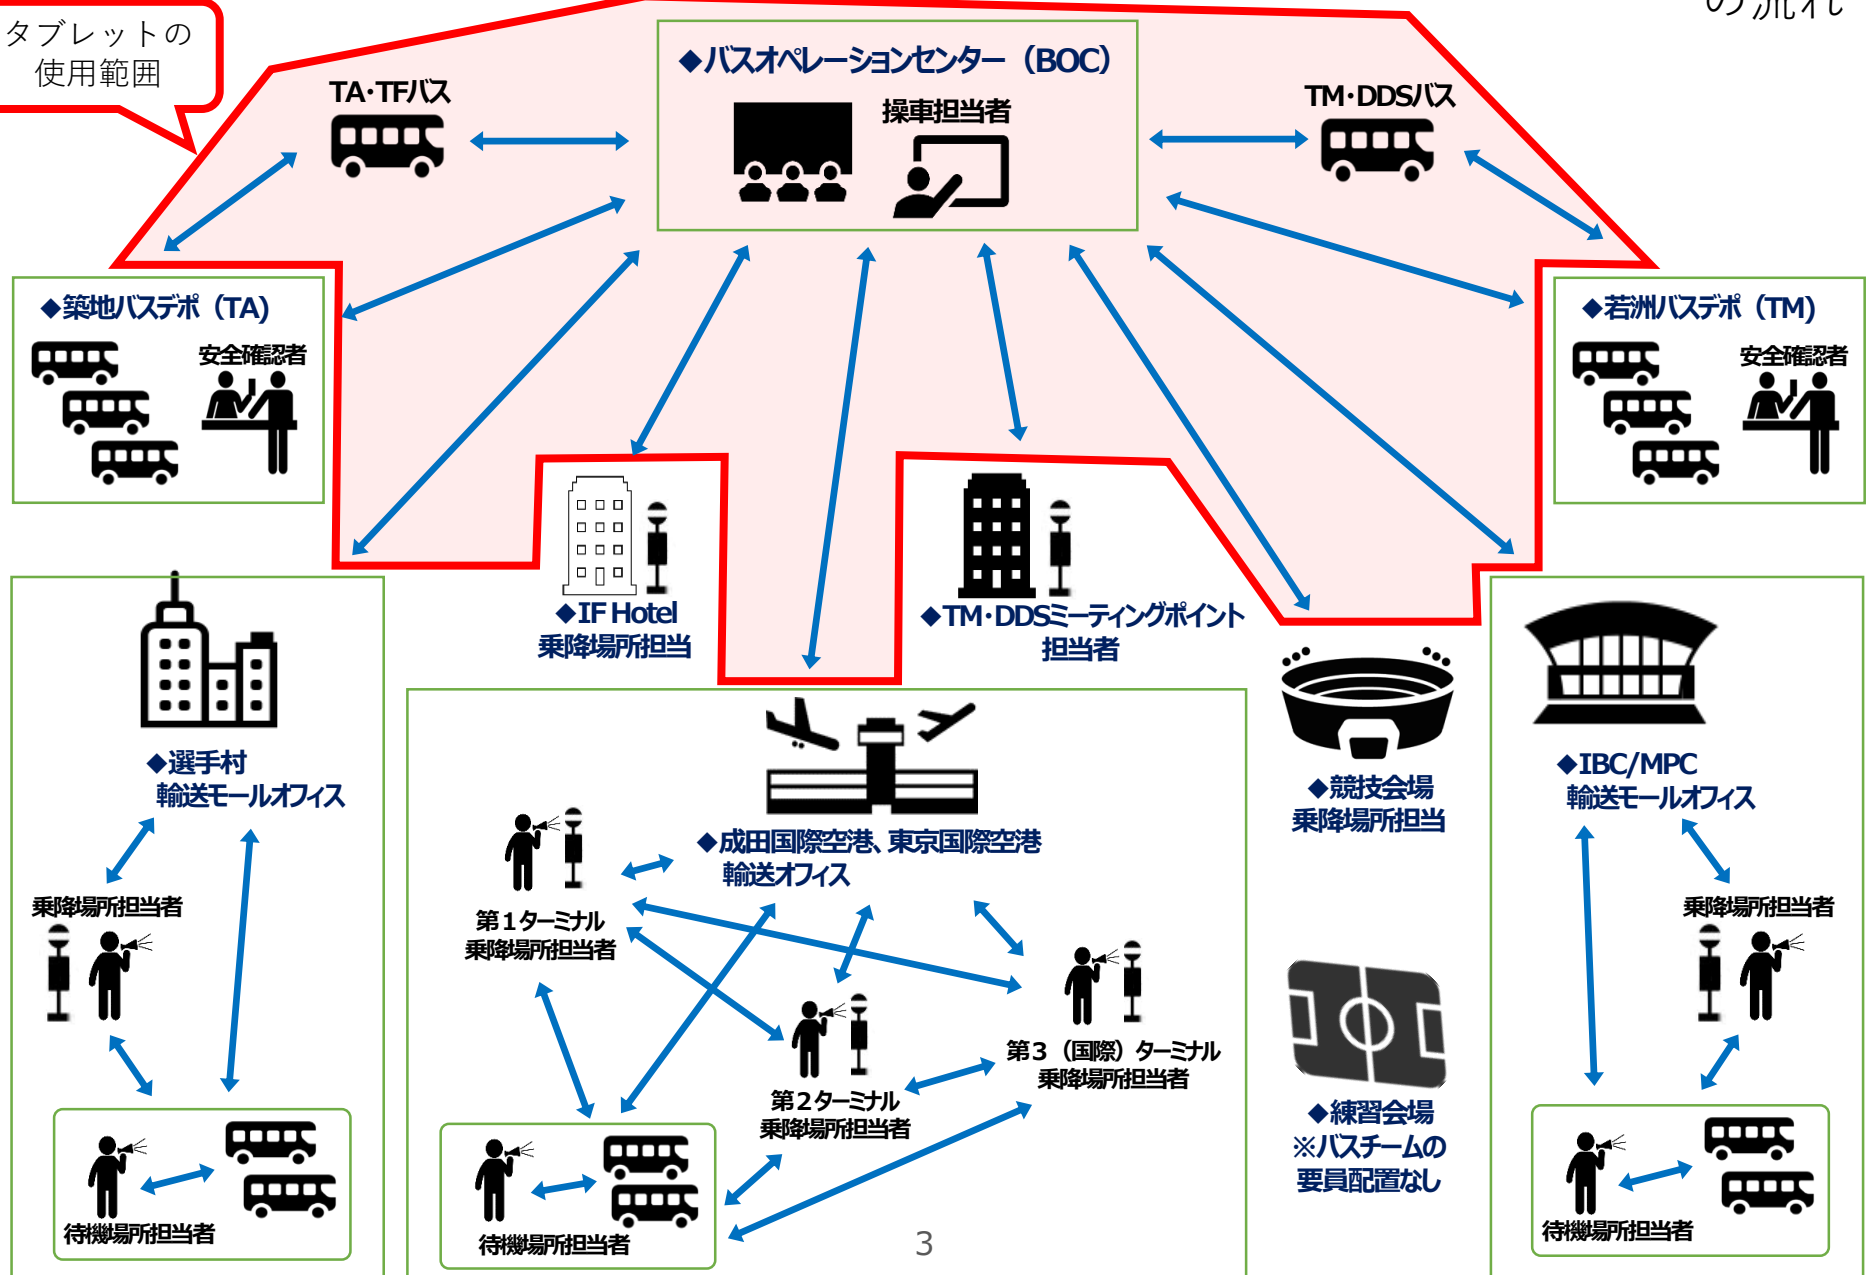 の流れ
タブレットの
使用範囲
◆バスオペレーションセンター（BOC）
操車担当者
TA・TFバス
TM・DDSバス
◆築地バスデポ（TA)
安全確認者
◆若洲バスデポ（TM)
安全確認者
◆IF Hotel
乗降場所担当
◆TM・DDSミーティングポイント
担当者
◆選手村
輸送モールオフィス
乗降場所担当者
待機場所担当者
◆成田国際空港、東京国際空港
輸送オフィス
第１ターミナル
乗降場所担当者
第２ターミナル
乗降場所担当者
第３（国際）ターミナル
乗降場所担当者
待機場所担当者
◆競技会場
乗降場所担当
◆練習会場
※バスチームの
要員配置なし
◆IBC/MPC
輸送モールオフィス
乗降場所担当者
待機場所担当者
3